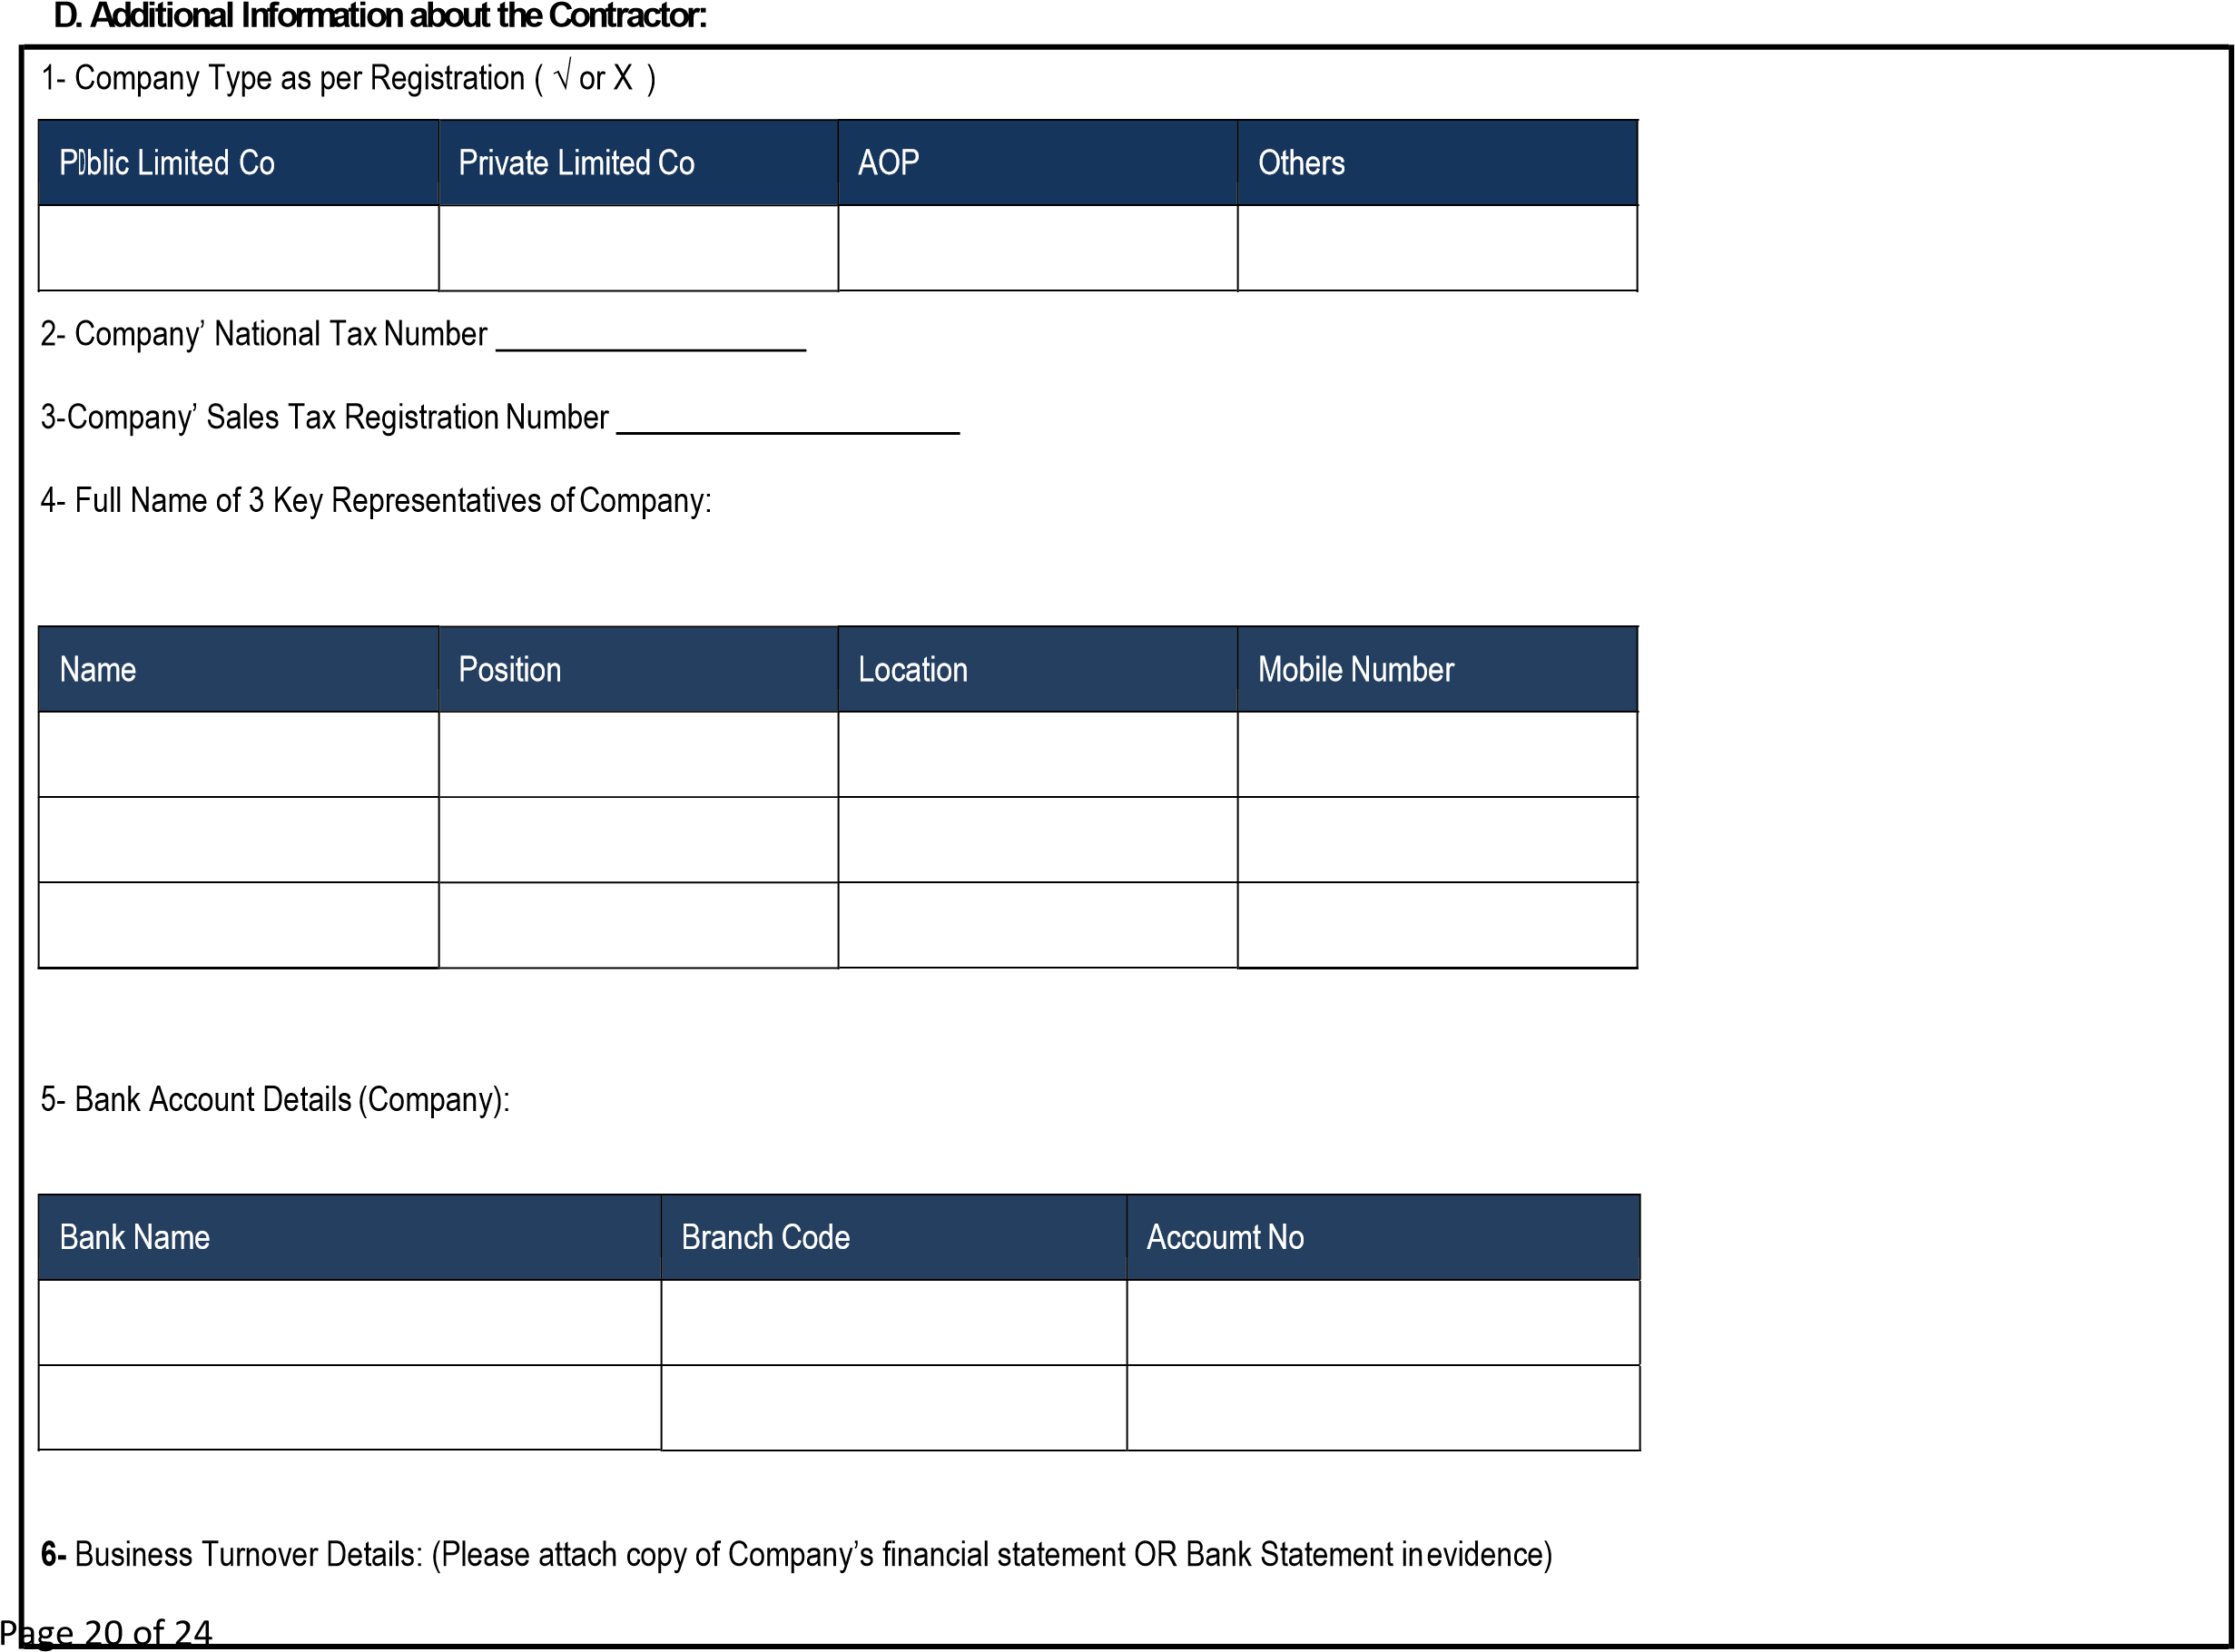 D. Additional Information about the Contractor:
1- Company Type as per Registration ( √ or X )
Public Limited Co Private Limited Co AOP Others
2- Company’ National Tax Number ____________________
3-Company’ Sales Tax Registration Number ______________________
4- Full Name of 3 Key Representatives of Company:
Name Position Location Mobile Number
5- Bank Account Details (Company):
Bank Name Branch Code Accoumt No
6- Business Turnover Details: (Please attach copy of Company’s financial statement OR Bank Statement in evidence)
Page 20 of 24